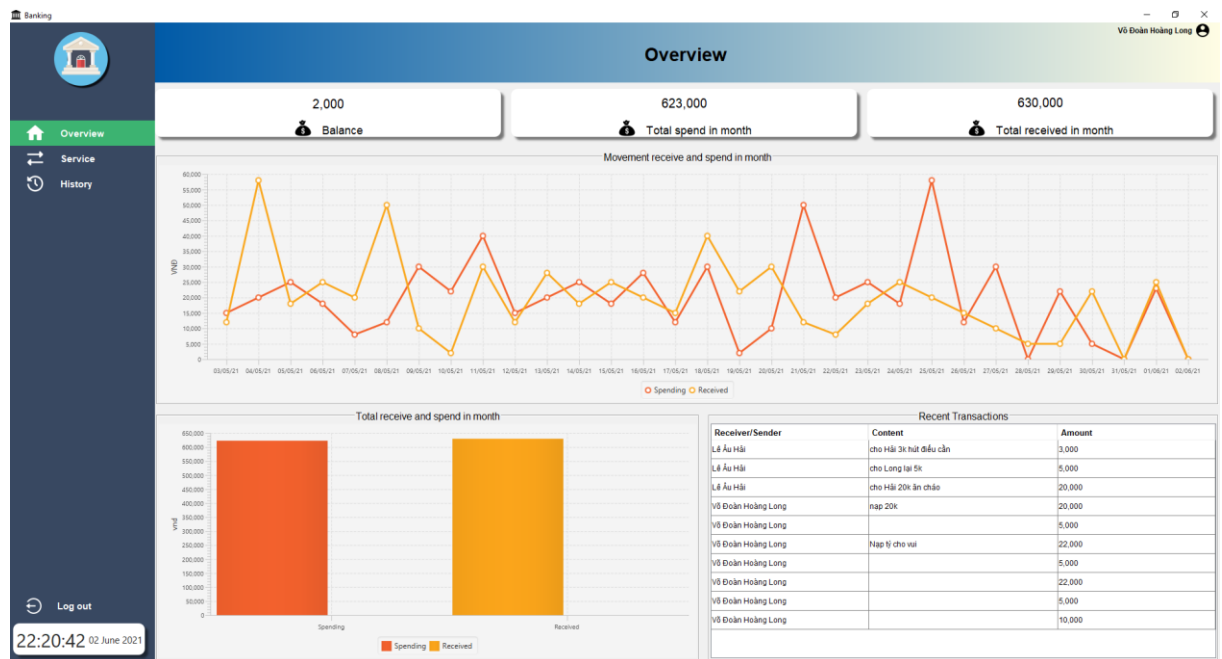 Banking
Võ Đoàn Hoàng Long
Overview
2,000
Balance
623,000
Total spend in month
630,000
Total received in month
Overview
Service
History
Movement receive and spend in month
60,000
55,000
50,000
45,000
40,000
35,000
30,000
25,000
20,000
15,000
10,000
5,000
0
VND
03/05/21 04/05/21 05/05/21 06/05/21 07/05/21 08/05/21 09/05/21 10/05/21 11/05/21 12/05/21 13/05/21 14/05/21 15/05/21 16/05/21 17/05/21 18/05/21 19/05/21 20/05/21 21/05/21 22/05/21 23/05/21 24/05/21 25/05/21 26/05/21 27/05/21 28/05/21 29/05/21 30/05/21 31/05/21 01/06/21 02/06/21
Spending Received
Total receive and spend in month
650,000
600,000
550,000
500,000
450,000
400,000
350,000
300,000
250,000
200,000
150,000
100,000
50,000
0
vnd
Spending Received
Spending Received
Recent Transactions
Receiver/Sender Content Amount
Lê Âu Hải cho Hải 3k hút điếu cần 3,000
Lê Âu Hải cho Long lại 5k 5,000
Lê Âu Hải cho Hải 20k ăn cháo 20,000
Võ Đoàn Hoàng Long nạp 20k 20,000
Võ Đoàn Hoàng Long 5,000
Võ Đoàn Hoàng Long Nạp tý cho vui 22,000
Võ Đoàn Hoàng Long 5,000
Võ Đoàn Hoàng Long 22,000
Võ Đoàn Hoàng Long 5,000
Võ Đoàn Hoàng Long 10,000
Log out
22:20:42 02 June 2021